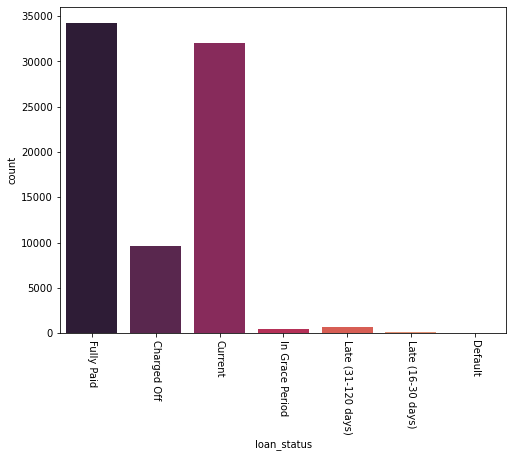 35000
30000
25000
20000
15000
10000
5000
0
count
Fully Paid
Charged Off
Current
In Grace Period
Late (31-120 days)
Late (16-30 days)
Default
loan_status